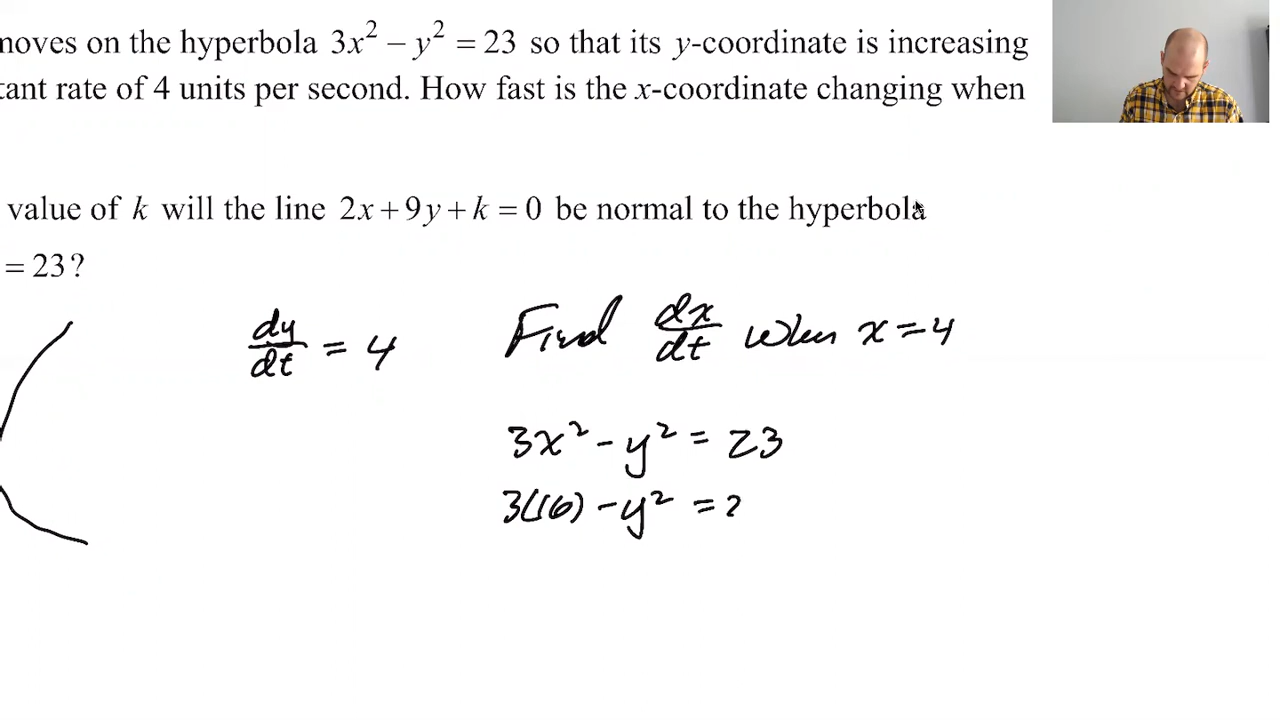 moves on the hyperbola 3x² − y² = 23 so that its y-coordinate is increasing
tant rate of 4 units per second. How fast is the x-coordinate changing when
value of k will the line 2x + 9y + k = 0 be normal to the hyperbola
= 23?
dy/dt = 4 Find dx/dt when x = 4
3x² − y² = 23
3(16) − y² = 2